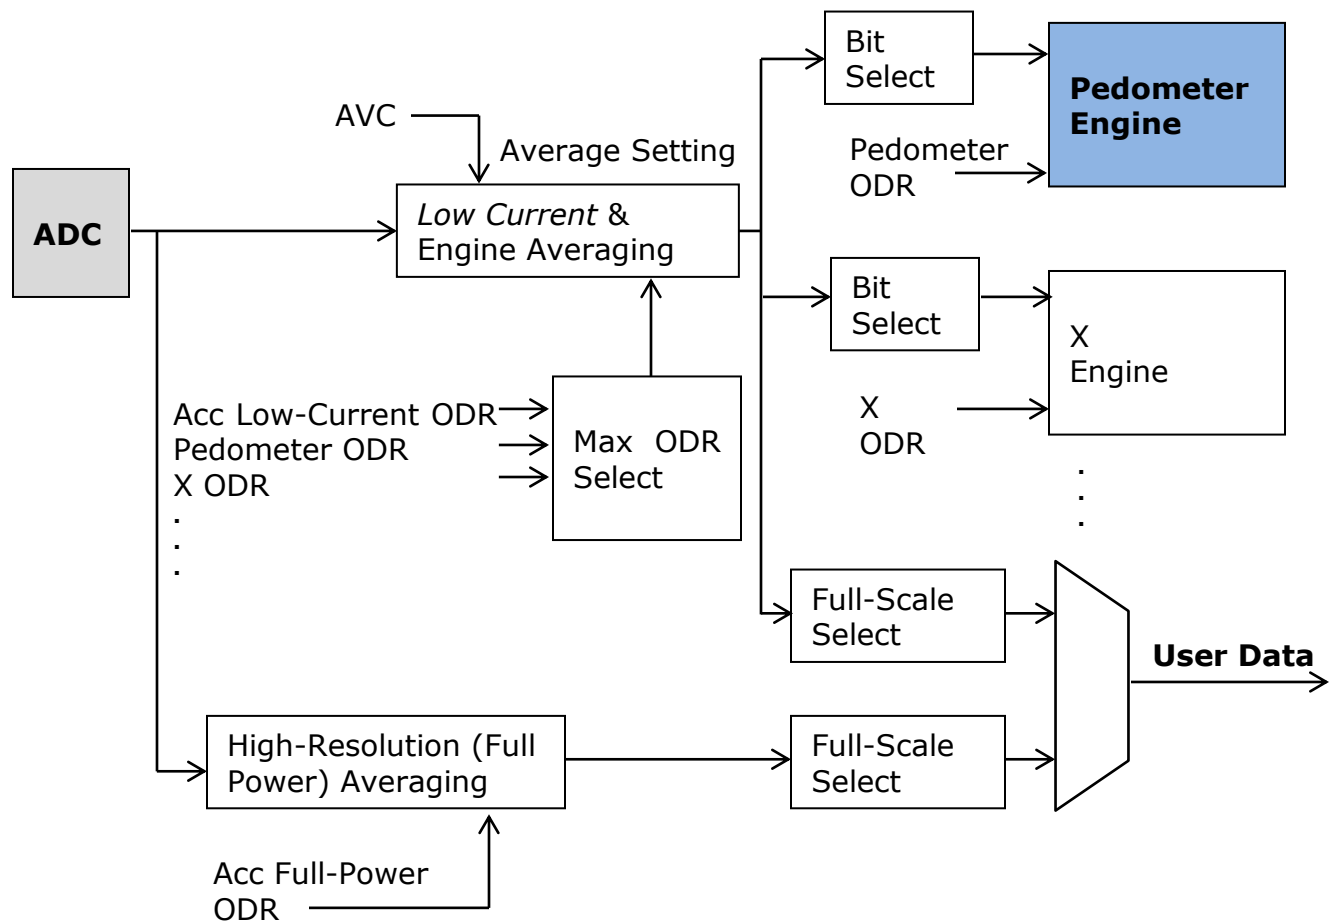 Bit
Select
Pedometer
Engine
AVC
Average Setting
Pedometer
ODR
ADC
Low Current &
Engine Averaging
Bit
Select
X
Engine
Acc Low-Current ODR
Pedometer ODR
X ODR
.
.
.
Max ODR
Select
X
ODR
.
.
.
Full-Scale
Select
User Data
High-Resolution (Full
Power) Averaging
Full-Scale
Select
Acc Full-Power
ODR